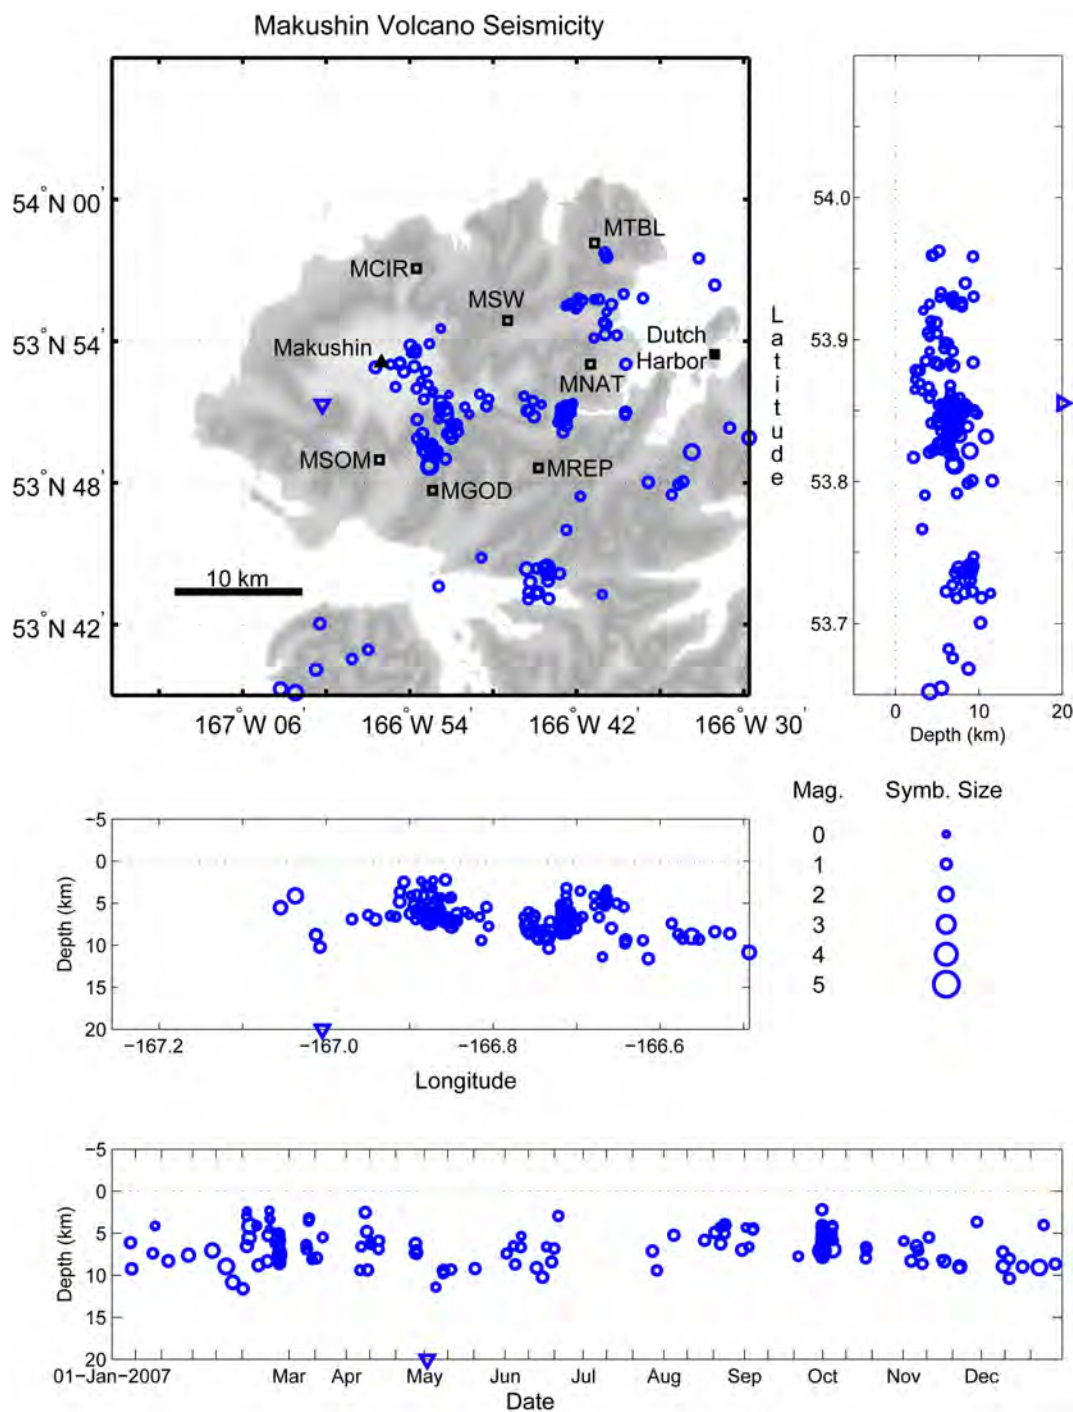 Makushin Volcano Seismicity
54°N 00'
53°N 54'
53°N 48'
53°N 42'
167°W 06'
166°W 54'
166°W 42'
166°W 30'
MTBL
MCIR
MSW
Makushin
Dutch
Harbor
MNAT
MSOM
MREP
MGOD
10 km
Latitude
54.0
53.9
53.8
53.7
0
10
20
Depth (km)
Mag.
Symb. Size
0
1
2
3
4
5
−5
0
5
10
15
20
Depth (km)
−167.2
−167.0
−166.8
−166.6
Longitude
−5
0
5
10
15
20
Depth (km)
01−Jan−2007
Mar
Apr
May
Jun
Jul
Aug
Sep
Oct
Nov
Dec
Date